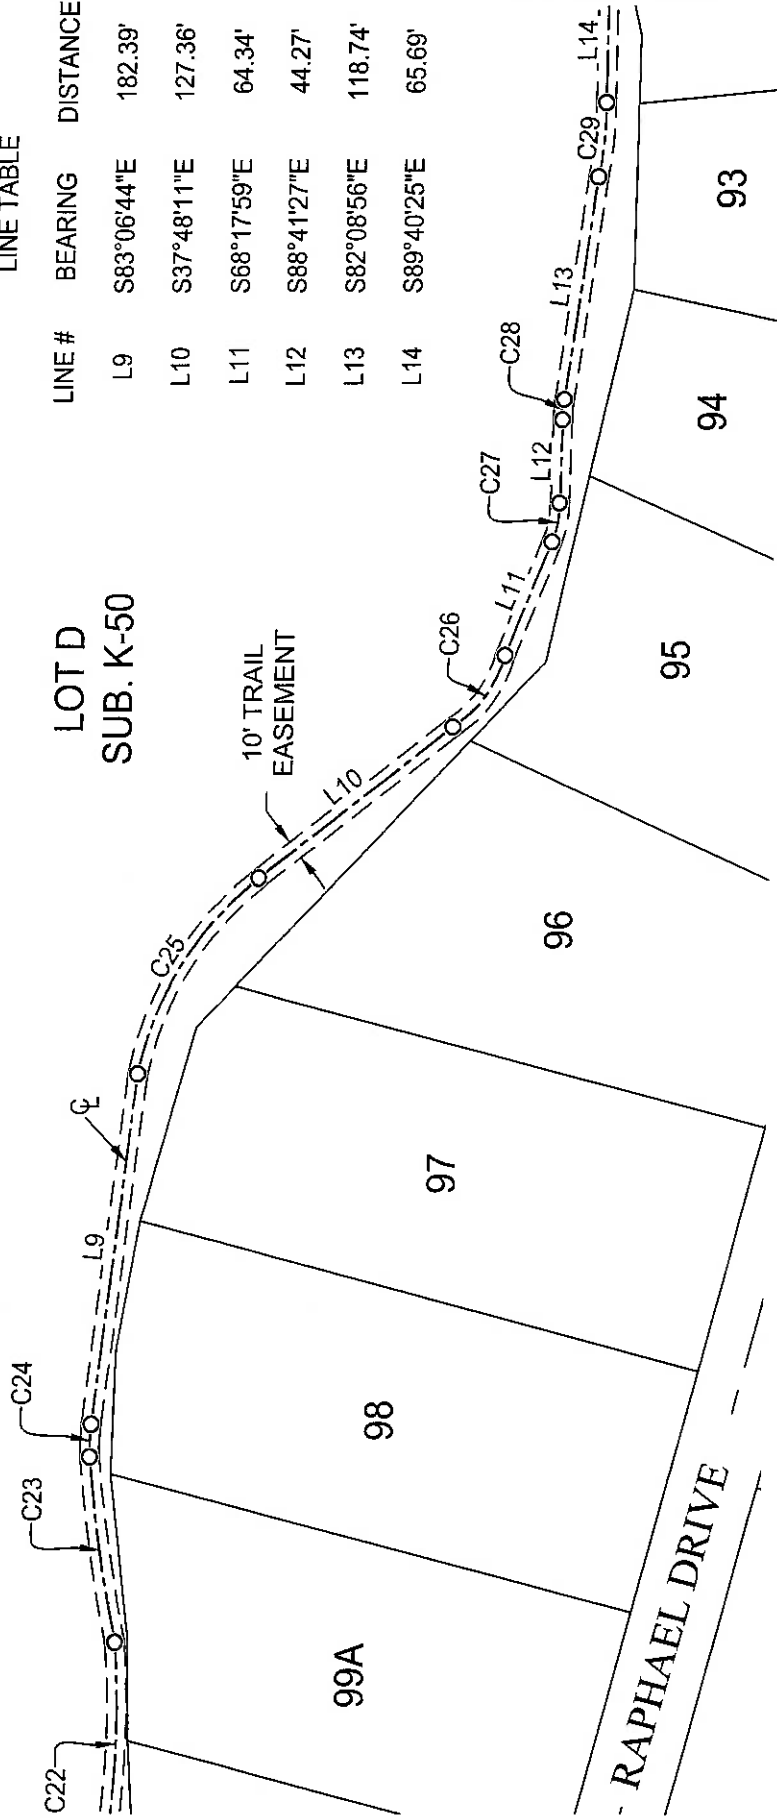 LINE TABLE
LINE # BEARING DISTANCE
L9 S83°06'44"E 182.39'
L10 S37°48'11"E 127.36'
L11 S68°17'59"E 64.34'
L12 S88°41'27"E 44.27'
L13 S82°08'56"E 118.74'
L14 S89°40'25"E 65.69'
LOT D
SUB. K-50
10' TRAIL
EASEMENT
C22
C23
C24
L9
CL
C25
L10
C26
L11
C27
L12
C28
L13
C29
L14
99A
98
97
96
95
94
93
RAPHAEL DRIVE